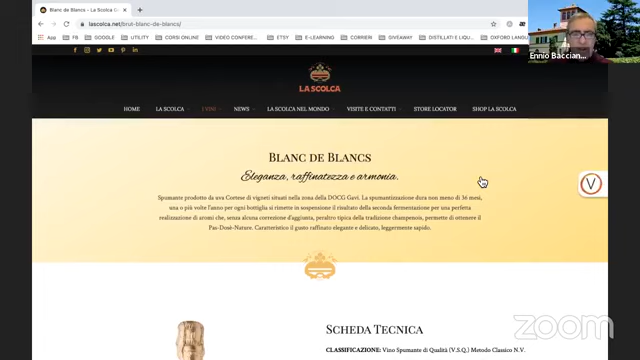 Blanc de Blancs – La Scolca G
lascolca.net/brut-blanc-de-blancs/
App FB GOOGLE UTILITY CORSI ONLINE VIDEO CONFERE... ETSY E-LEARNING CORRIERI GIVEAWAY DISTILLATI E LIQU... OXFORD LANGU
Ennio Baccian...
LA SCOLCA
HOME LA SCOLCA I VINI NEWS LA SCOLCA NEL MONDO VISITE E CONTATTI STORE LOCATOR SHOP LA SCOLCA
BLANC DE BLANCS
Eleganza, raffinatezza e armonia.
Spumante prodotto da uva Cortese di vigneti situati nella zona della DOCG Gavi. La spumantizzazione dura non meno di 36 mesi,
una o più volte l'anno per ogni bottiglia si rimette in sospensione il risultato della seconda fermentazione per una perfetta
realizzazione di aromi che, senza alcuna correzione d'aggiunta, peraltro tipica della tradizione champenois, permette di ottenere il
Pas-Dosé-Nature. Caratteristico il gusto raffinato elegante e delicato, leggermente sapido.
V
zoom
SCHEDA TECNICA
CLASSIFICAZIONE: Vino Spumante di Qualità (V.S.Q.) Metodo Classico N.V.